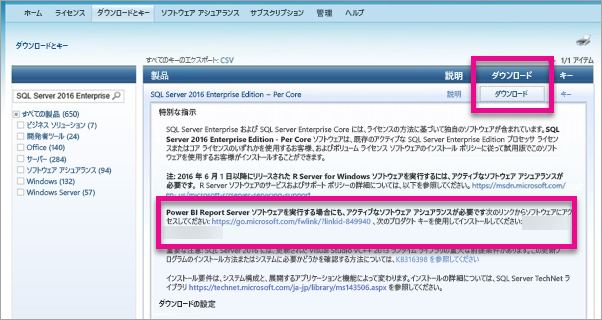 ホーム ライセンス ダウンロードとキー ソフトウェア アシュアランス サブスクリプション 管理 ヘルプ
ダウンロードとキー
すべてのキーのエクスポート: CSV
1/1 アイテム
製品 説明 ダウンロード キー
SQL Server 2016 Enterprise
SQL Server 2016 Enterprise Edition – Per Core 説明 ダウンロード キー
すべての製品 (650)
ビジネス ソリューション (7)
開発者ツール (24)
Office (140)
サーバー (284)
ソフトウェア アシュアランス (94)
Windows (132)
Windows Server (57)
特別な指示
SQL Server Enterprise および SQL Server Enterprise Core には、ライセンスの方法に基づいて独自のソフトウェアが含まれています。SQL
Server 2016 Enterprise Edition - Per Core ソフトウェアは、既存のアクティブな SQL Server Enterprise Edition サーバー ライセン
スまたはコア ライセンスのいずれかを使用するお客様、およびボリューム ライセンス ソフトウェアのインストール ポリシーに従って試用版でこのソフト
ウェアを使用するお客様がインストールすることができます。
注: 2016 年 6 月 1 日以降にリリースされた R Server for Windows ソフトウェアを実行するには、アクティブなソフトウェア アシュアランスが
必要です。 R Server ソフトウェアのサービスおよびサポート ポリシーの詳細については、以下を参照してください。https://msdn.microsoft.
Power BI Report Server ソフトウェアを実行する場合にも、アクティブなソフトウェア アシュアランスが必要です次のリンクからソフトウェアにアク
セスしてください: https://go.microsoft.com/fwlink/?linkid=849940 、次のプロダクト キーを使用してインストールしてください:
グラムのインストール方法またはシステムに必要かどうかを確認する方法については、KB3164398 を参照してください
インストール要件は、システム構成と、展開するアプリケーションと機能によって変わります。インストールの詳細については、SQL Server TechNet ラ
イブラリ https://technet.microsoft.com/ja-jp/library/ms143506.aspx を参照してください。
ダウンロードの設定